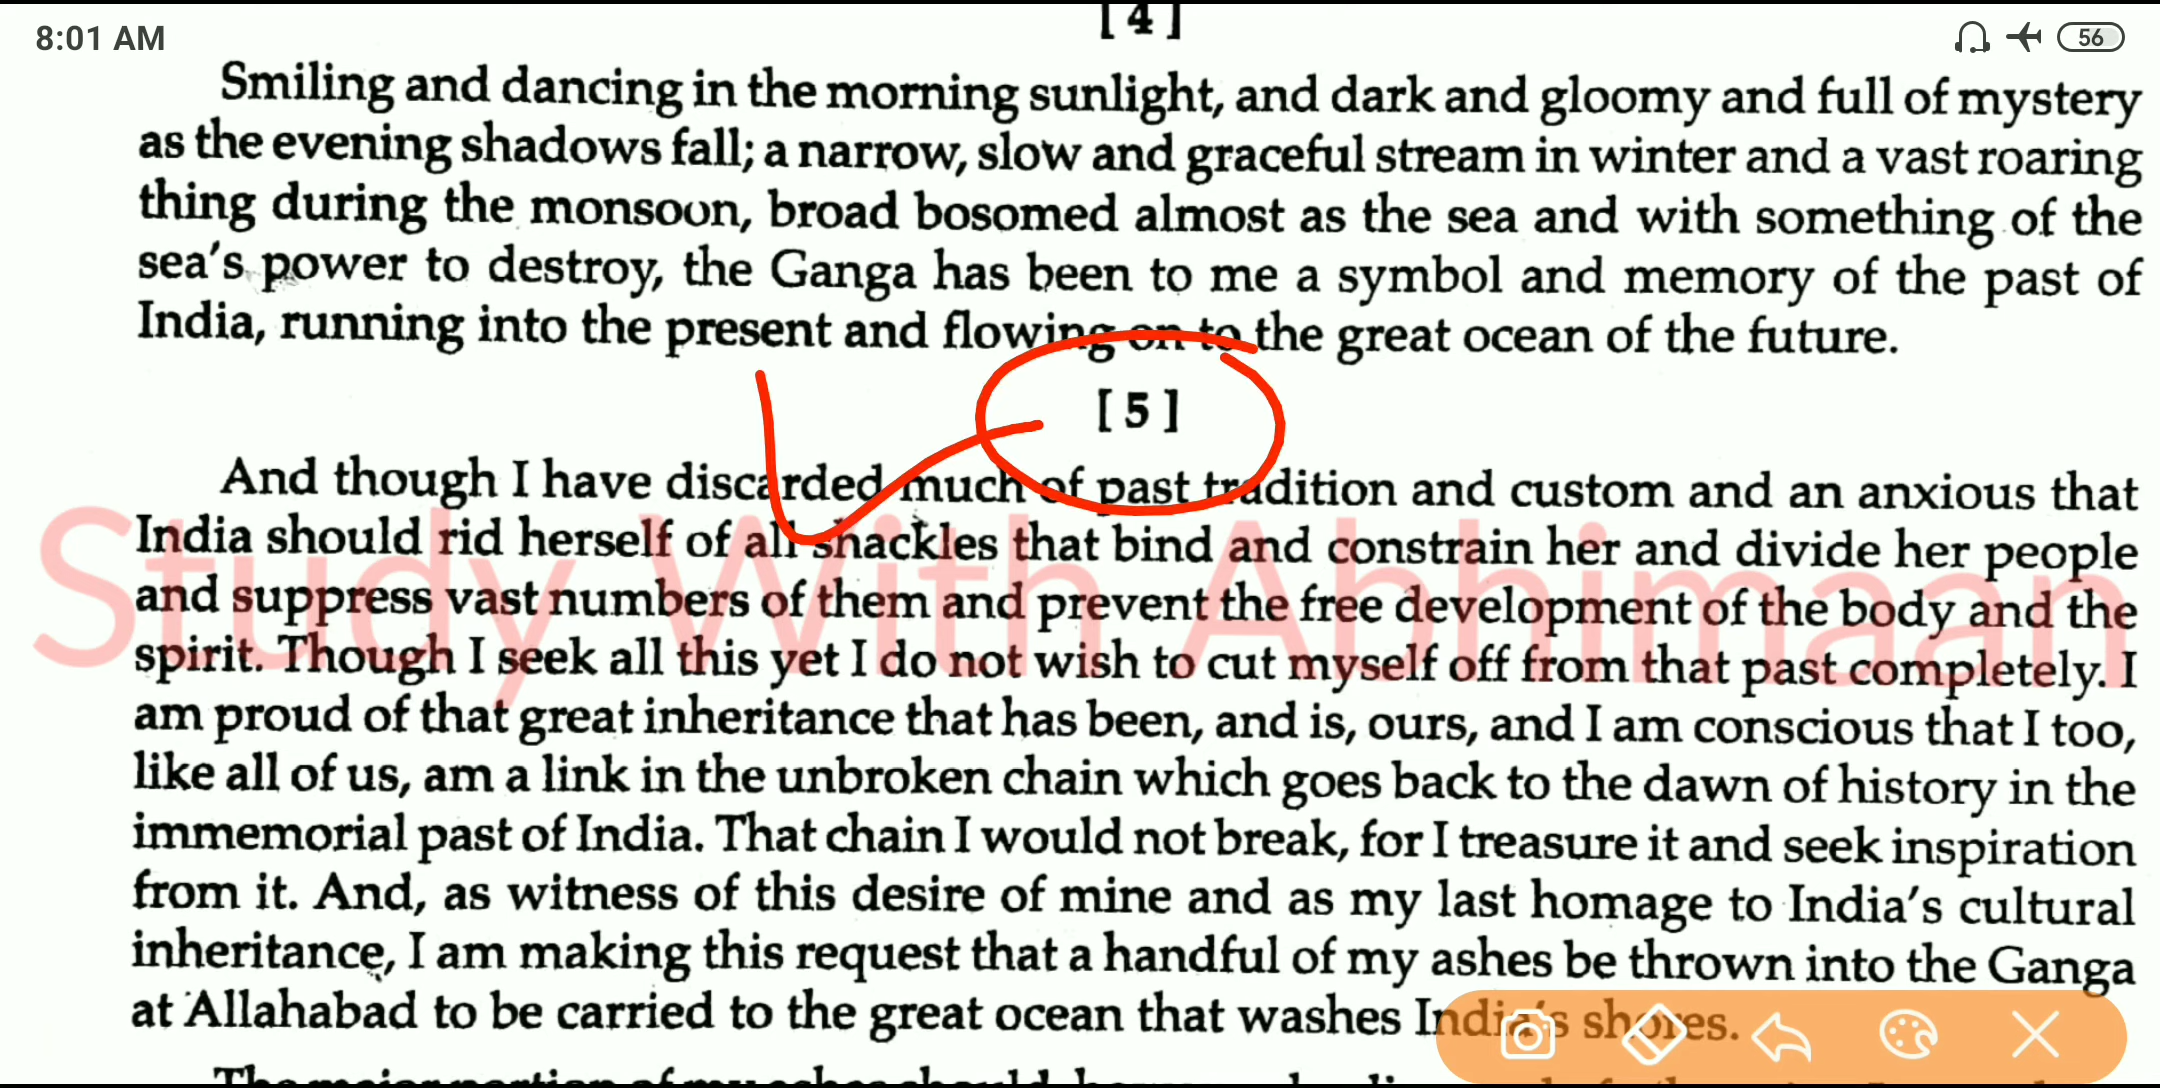 [ 4 ]
8:01 AM
56
Smiling and dancing in the morning sunlight, and dark and gloomy and full of mystery
as the evening shadows fall; a narrow, slow and graceful stream in winter and a vast roaring
thing during the monsoon, broad bosomed almost as the sea and with something of the
sea's power to destroy, the Ganga has been to me a symbol and memory of the past of
India, running into the present and flowing on to the great ocean of the future.
[ 5 ]
And though I have discarded much of past tradition and custom and an anxious that
India should rid herself of all shackles that bind and constrain her and divide her people
and suppress vast numbers of them and prevent the free development of the body and the
spirit. Though I seek all this yet I do not wish to cut myself off from that past completely. I
am proud of that great inheritance that has been, and is, ours, and I am conscious that I too,
like all of us, am a link in the unbroken chain which goes back to the dawn of history in the
immemorial past of India. That chain I would not break, for I treasure it and seek inspiration
from it. And, as witness of this desire of mine and as my last homage to India's cultural
inheritance, I am making this request that a handful of my ashes be thrown into the Ganga
at Allahabad to be carried to the great ocean that washes India's shores.
The major portion of my ashes should
Study With Abhimaan